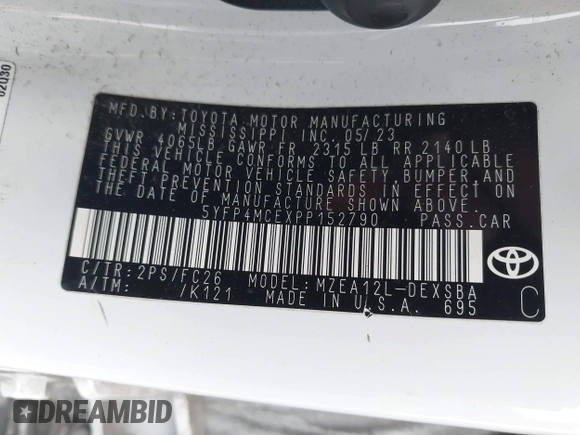 02030
MFD.BY:TOYOTA MOTOR MANUFACTURING
MISSISSIPPI, INC. 05/23
GVWR 4065LB GAWR FR 2315 LB RR 2140 LB
THIS VEHICLE CONFORMS TO ALL APPLICABLE
FEDERAL MOTOR VEHICLE SAFETY, BUMPER, AND
THEFT PREVENTION STANDARDS IN EFFECT ON
THE DATE OF MANUFACTURE SHOWN ABOVE.
5YFP4MCEXPP152790 PASS.CAR
C/TR: 2PS/FC26 MODEL: MZEA12L-DEXSBA
A/TM: /K121 MADE IN U.S.A. 695
C
DREAMBID